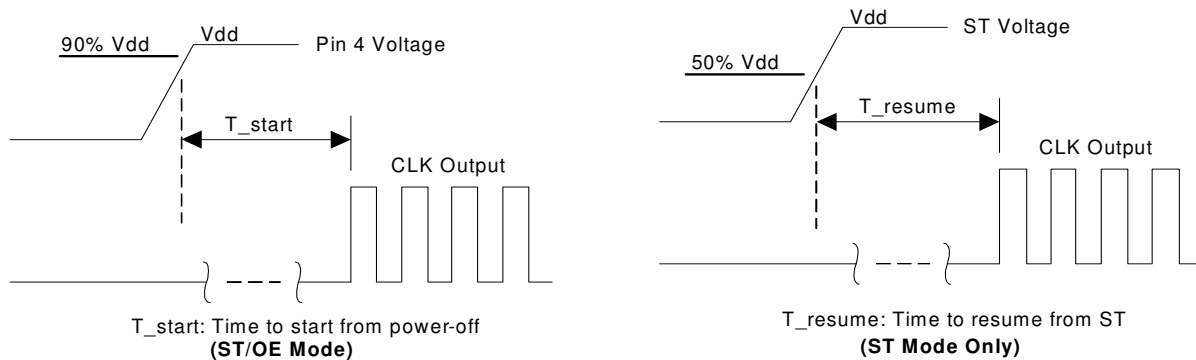 90% Vdd
Vdd
Pin 4 Voltage
T_start
CLK Output
T_start: Time to start from power-off
(ST/OE Mode)
Vdd
ST Voltage
50% Vdd
T_resume
CLK Output
T_resume: Time to resume from ST
(ST Mode Only)